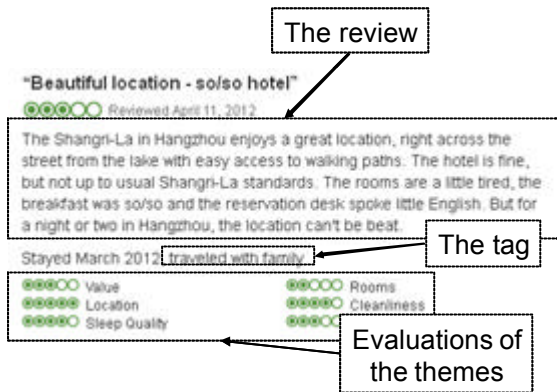 The review
“Beautiful location - so/so hotel”
Reviewed April 11, 2012
The Shangri-La in Hangzhou enjoys a great location, right across the
street from the lake with easy access to walking paths. The hotel is fine,
but not up to usual Shangri-La standards. The rooms are a little tired, the
breakfast was so/so and the reservation desk spoke little English. But for
a night or two in Hangzhou, the location can't be beat.
Stayed March 2012, traveled with family
The tag
Value
Rooms
Location
Cleanliness
Sleep Quality
Evaluations of
the themes